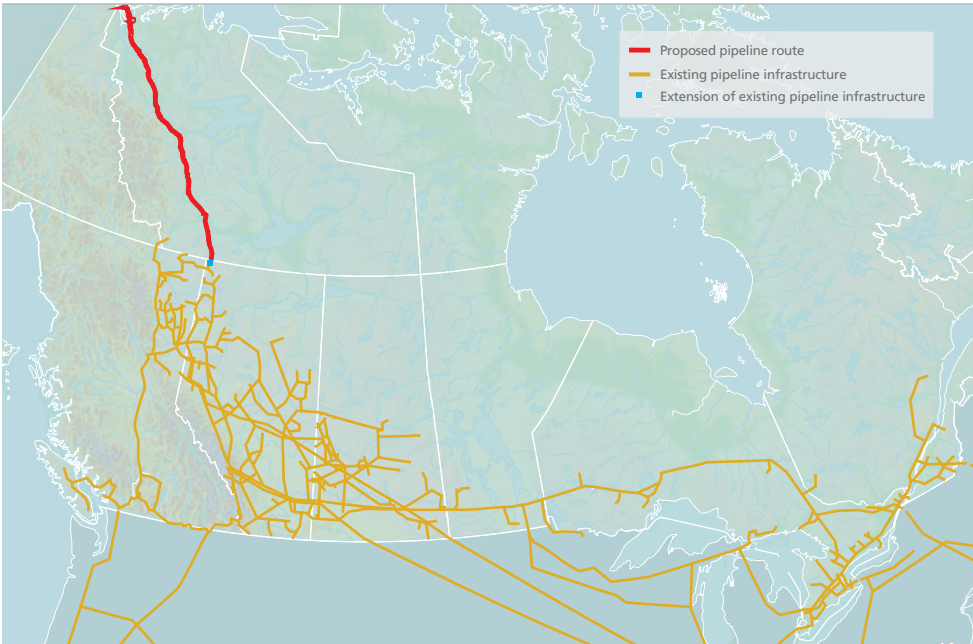 Proposed pipeline route
Existing pipeline infrastructure
Extension of existing pipeline infrastructure